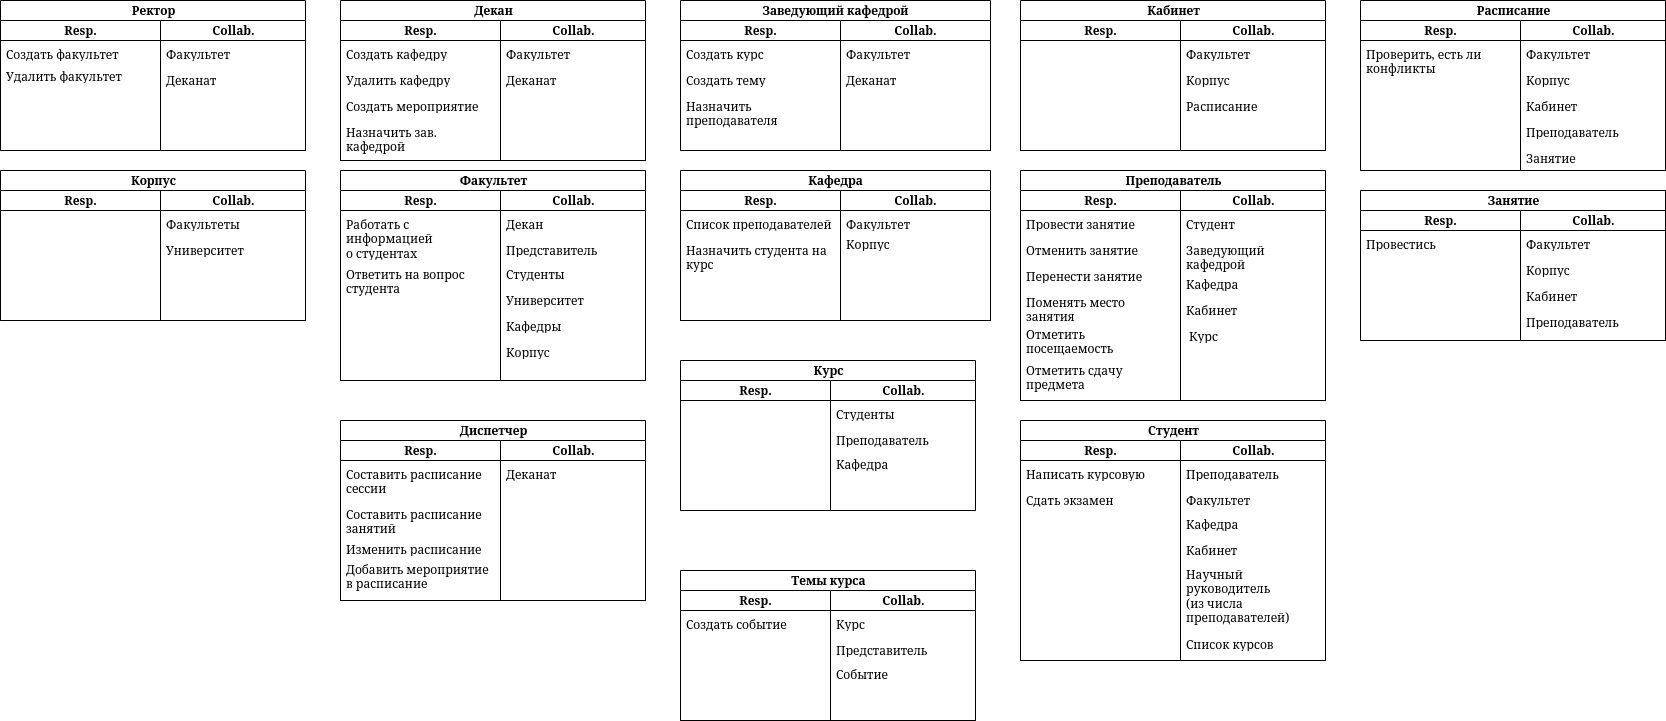 Ректор
Resp.
Collab.
Создать факультет
Удалить факультет
Факультет
Деканат
Декан
Resp.
Collab.
Создать кафедру
Удалить кафедру
Создать мероприятие
Назначить зав.
кафедрой
Факультет
Деканат
Заведующий кафедрой
Resp.
Collab.
Создать курс
Создать тему
Назначить
преподавателя
Факультет
Деканат
Кабинет
Resp.
Collab.
Факультет
Корпус
Расписание
Расписание
Resp.
Collab.
Проверить, есть ли
конфликты
Факультет
Корпус
Кабинет
Преподаватель
Занятие
Корпус
Resp.
Collab.
Факультеты
Университет
Факультет
Resp.
Collab.
Работать с
информацией
о студентах
Ответить на вопрос
студента
Декан
Представитель
Студенты
Университет
Кафедры
Корпус
Кафедра
Resp.
Collab.
Список преподавателей
Назначить студента на
курс
Факультет
Корпус
Преподаватель
Resp.
Collab.
Провести занятие
Отменить занятие
Перенести занятие
Поменять место
занятия
Отметить
посещаемость
Отметить сдачу
предмета
Студент
Заведующий
кафедрой
Кафедра
Кабинет
Курс
Занятие
Resp.
Collab.
Провестись
Факультет
Корпус
Кабинет
Преподаватель
Курс
Resp.
Collab.
Студенты
Преподаватель
Кафедра
Диспетчер
Resp.
Collab.
Составить расписание
сессии
Составить расписание
занятий
Изменить расписание
Добавить мероприятие
в расписание
Деканат
Студент
Resp.
Collab.
Написать курсовую
Сдать экзамен
Преподаватель
Факультет
Кафедра
Кабинет
Научный
руководитель
(из числа
преподавателей)
Список курсов
Темы курса
Resp.
Collab.
Создать событие
Курс
Представитель
Событие